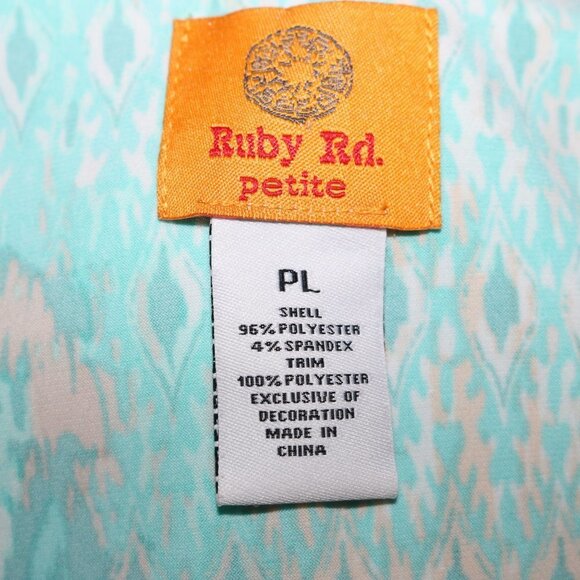 Ruby Rd.
petite
PL
SHELL
96% POLYESTER
4% SPANDEX
TRIM
100% POLYESTER
EXCLUSIVE OF
DECORATION
MADE IN
CHINA